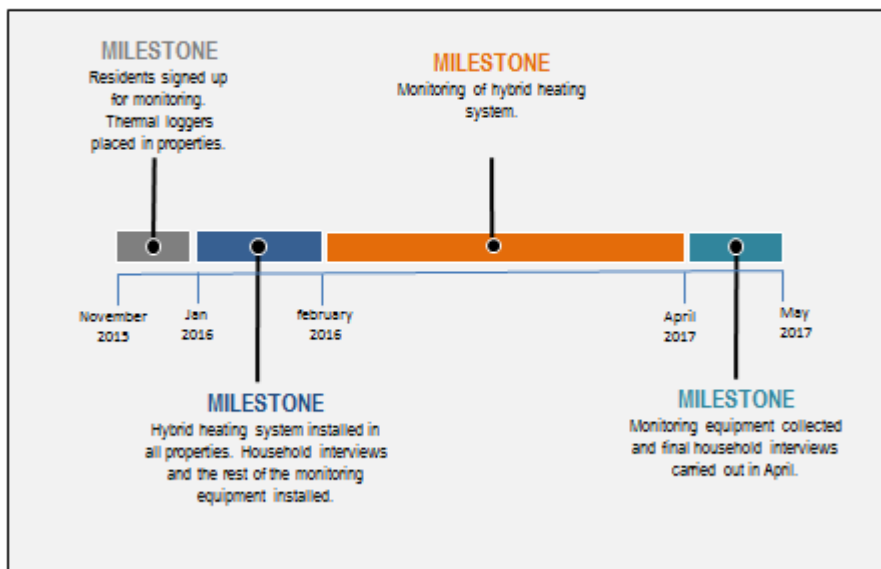 MILESTONE
Residents signed up
for monitoring.
Thermal loggers
placed in properties.
MILESTONE
Monitoring of hybrid heating
system.
November
2015
Jan
2016
february
2016
April
2017
May
2017
MILESTONE
Hybrid heating system installed in
all properties. Household interviews
and the rest of the monitoring
equipment installed.
MILESTONE
Monitoring equipment collected
and final household interviews
carried out in April.